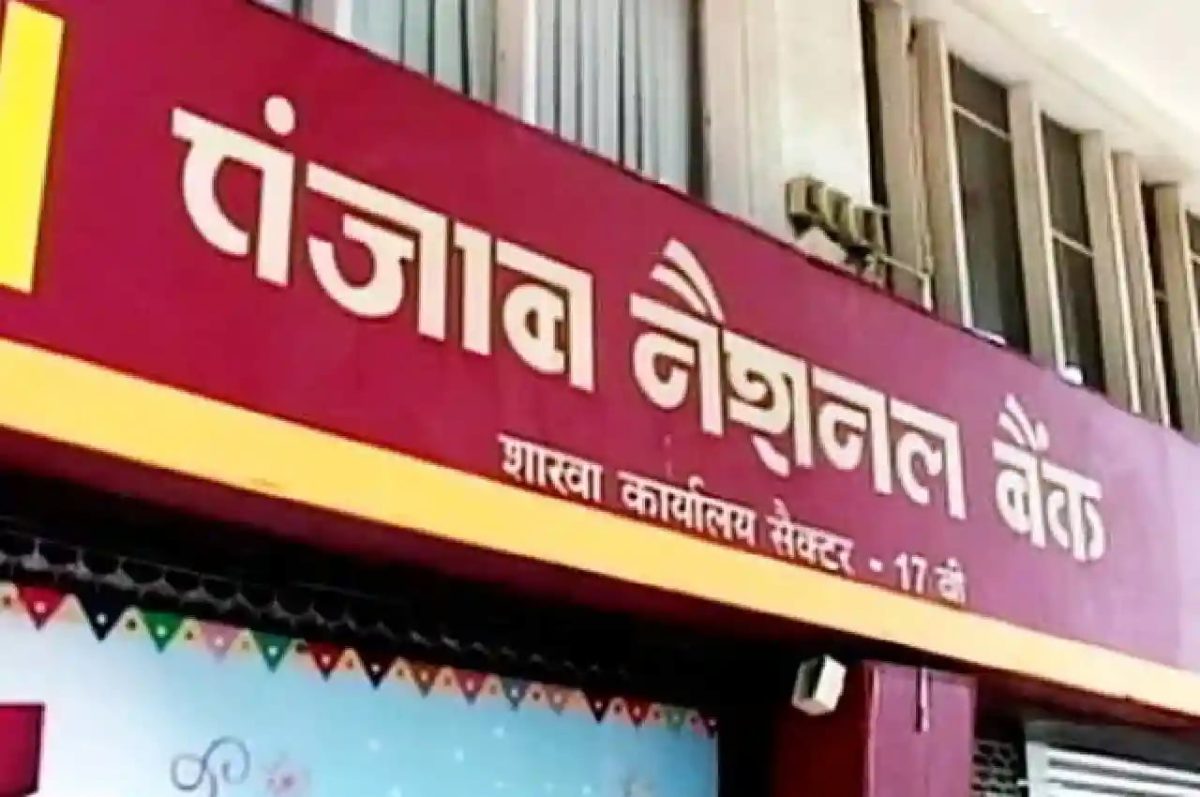 पंजाब नैशनल बैंक
शाखा कार्यालय सैक्टर - 17 बी